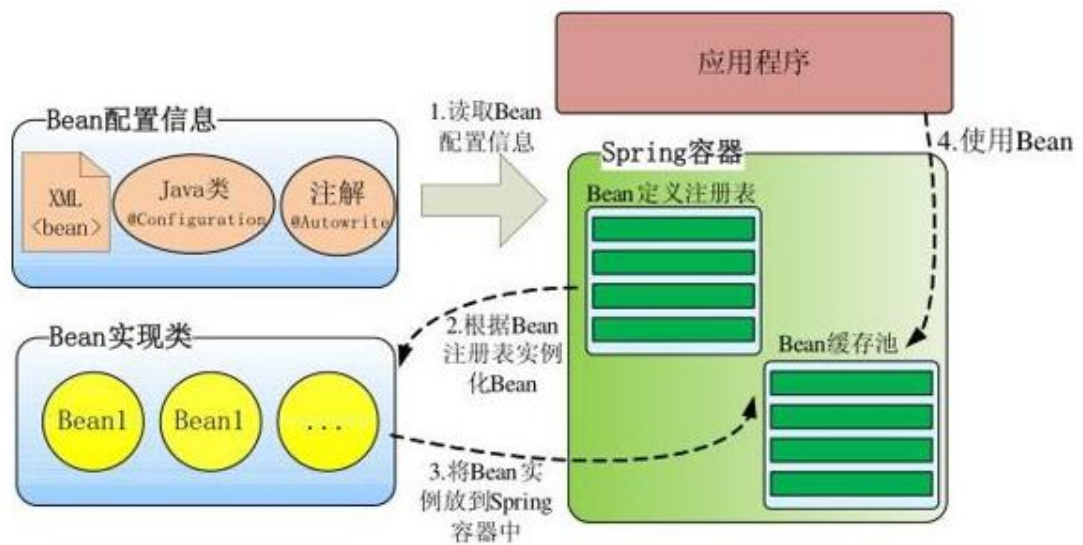 应用程序
Bean配置信息
XML
<bean>
Java类
@Configuration
注解
@Autowrite
1.读取Bean
配置信息
4.使用Bean
Spring容器
Bean定义注册表
2.根据Bean
注册表实例
化Bean
Bean实现类
Bean1
Bean1
...
Bean缓存池
3.将Bean实
例放到Spring
容器中